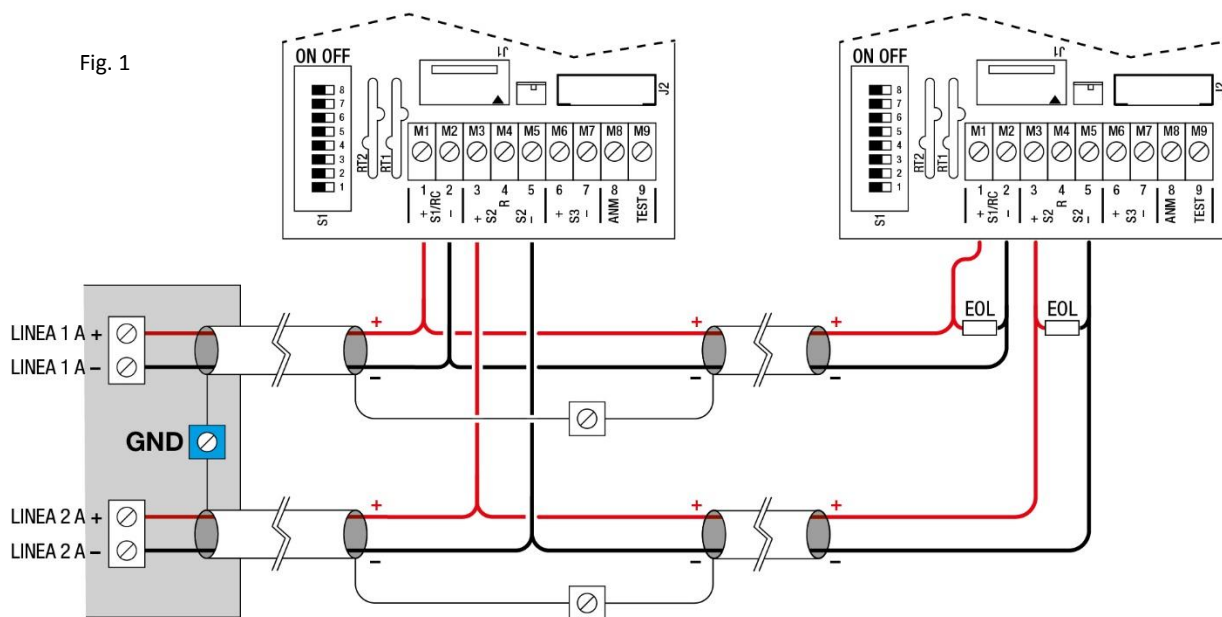 Fig. 1
ON OFF
8
7
6
5
4
3
2
1
S1
RT2
RT1
J1
J2
M1 M2 M3 M4 M5 M6 M7 M8 M9
1 2 3 4 5 6 7 8 9
+ S1/RC – + S2 R S2 – + S3 – ANM TEST
ON OFF
8
7
6
5
4
3
2
1
S1
RT2
RT1
J1
J2
M1 M2 M3 M4 M5 M6 M7 M8 M9
1 2 3 4 5 6 7 8 9
+ S1/RC – + S2 R S2 – + S3 – ANM TEST
EOL EOL
LINEA 1 A +
+ + +
LINEA 1 A –
– – –
GND
LINEA 2 A +
+ + +
LINEA 2 A –
– – –